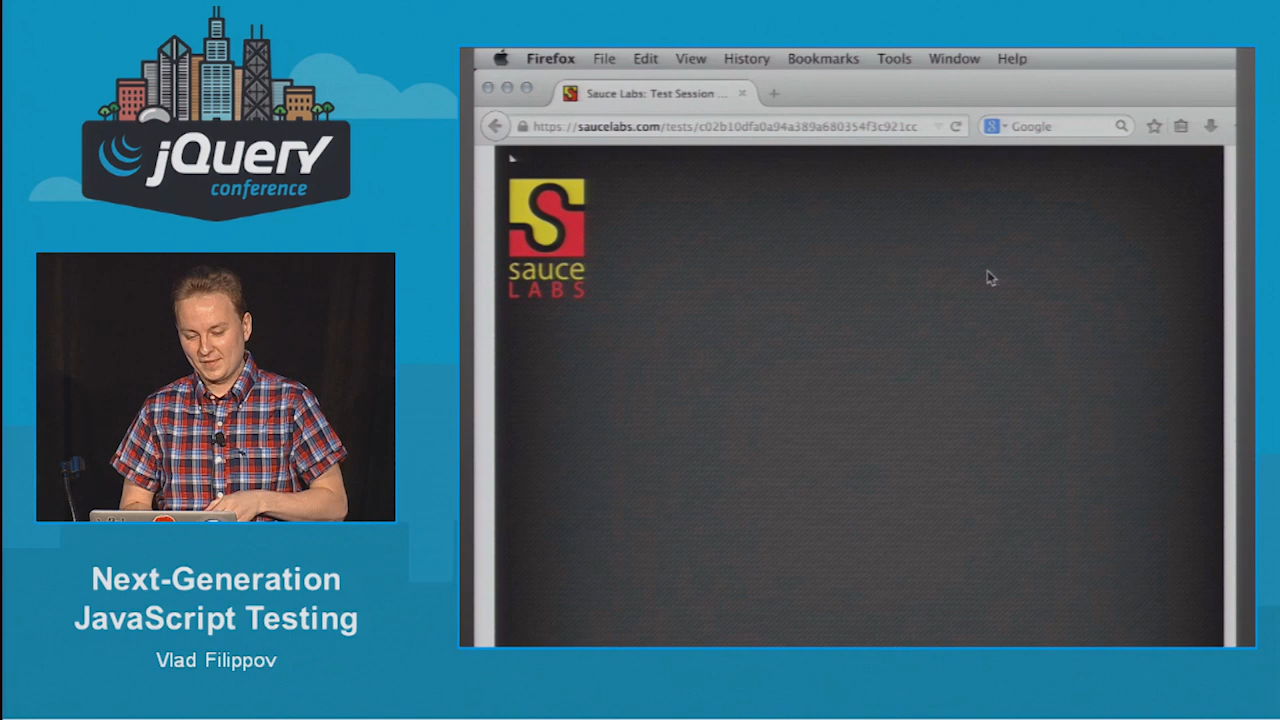 jQuery
conference
Next-Generation
JavaScript Testing
Vlad Filippov
Firefox File Edit View History Bookmarks Tools Window Help
Sauce Labs: Test Session ...
https://saucelabs.com/tests/c02b10dfa0a94a389a680354f3c921cc
Google
S
sauce
LABS